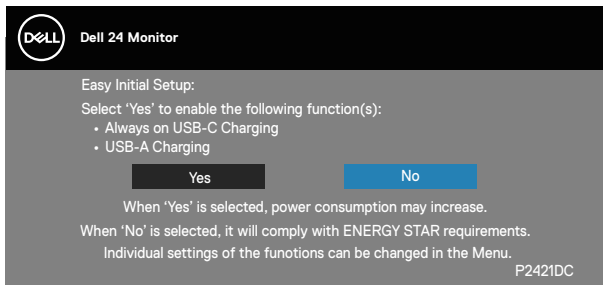 DELL
Dell 24 Monitor
Easy Initial Setup:
Select ‘Yes’ to enable the following function(s):
• Always on USB-C Charging
• USB-A Charging
Yes No
When ‘Yes’ is selected, power consumption may increase.
When ‘No’ is selected, it will comply with ENERGY STAR requirements.
Individual settings of the funotions can be changed in the Menu.
P2421DC